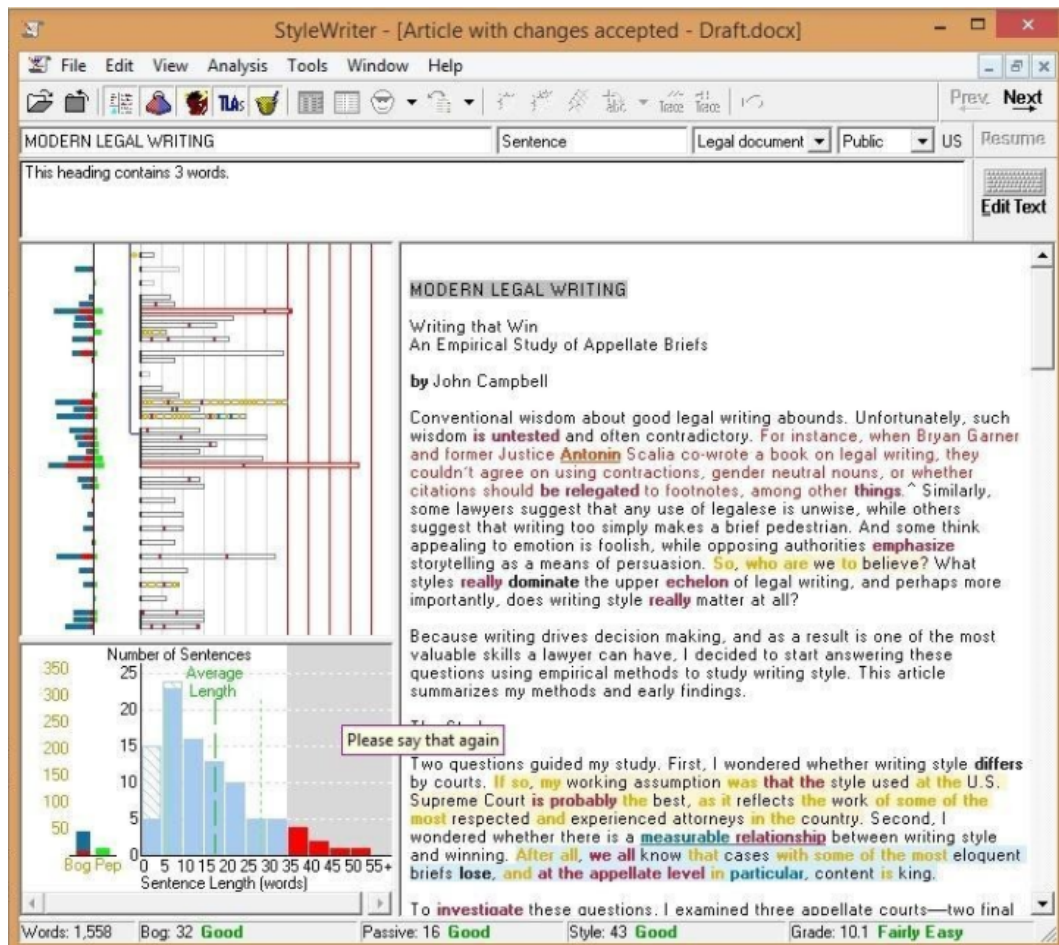 StyleWriter - [Article with changes accepted - Draft.docx]
File Edit View Analysis Tools Window Help
TLAs
Prev. Next
MODERN LEGAL WRITING Sentence Legal document Public US Resume
This heading contains 3 words.
Edit Text
MODERN LEGAL WRITING
Writing that Win
An Empirical Study of Appellate Briefs
by John Campbell
Conventional wisdom about good legal writing abounds. Unfortunately, such
wisdom is untested and often contradictory. For instance, when Bryan Garner
and former Justice Antonin Scalia co-wrote a book on legal writing, they
couldn't agree on using contractions, gender neutral nouns, or whether
citations should be relegated to footnotes, among other things.^ Similarly,
some lawyers suggest that any use of legalese is unwise, while others
suggest that writing too simply makes a brief pedestrian. And some think
appealing to emotion is foolish, while opposing authorities emphasize
storytelling as a means of persuasion. So, who are we to believe? What
styles really dominate the upper echelon of legal writing, and perhaps more
importantly, does writing style really matter at all?
Because writing drives decision making, and as a result is one of the most
valuable skills a lawyer can have, I decided to start answering these
questions using empirical methods to study writing style. This article
summarizes my methods and early findings.
Please say that again
Two questions guided my study. First, I wondered whether writing style differs
by courts. If so, my working assumption was that the style used at the U.S.
Supreme Court is probably the best, as it reflects the work of some of the
most respected and experienced attorneys in the country. Second, I
wondered whether there is a measurable relationship between writing style
and winning. After all, we all know that cases with some of the most eloquent
briefs lose, and at the appellate level in particular, content is king.
To investigate these questions, I examined three appellate courts—two final
Number of Sentences
Average
Length
350
300
250
200
150
100
50
25
20
15
10
5
0
Bog Pep
0 5 10 15 20 25 30 35 40 45 50 55+
Sentence Length (words)
Words: 1,558 Bog: 32 Good Passive: 16 Good Style: 43 Good Grade: 10.1 Fairly Easy